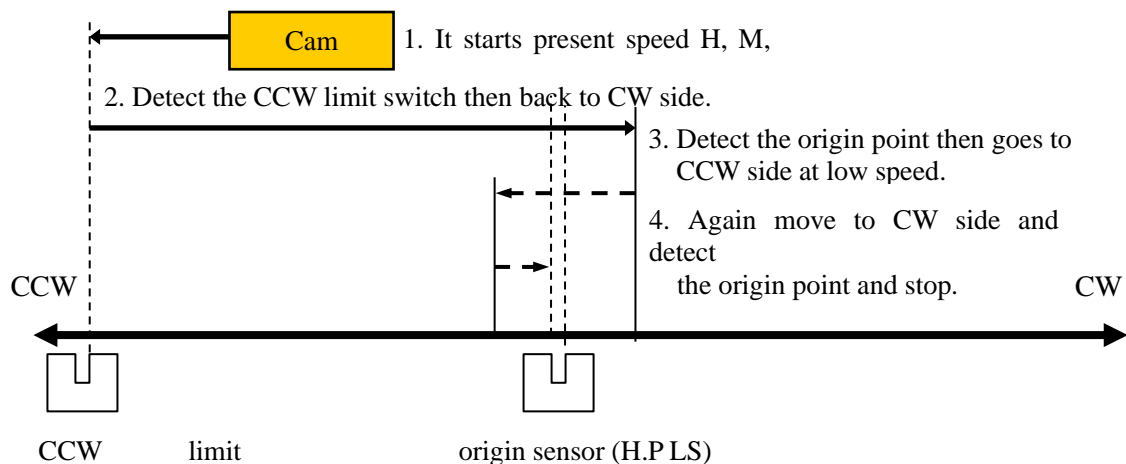 Cam
1. It starts present speed H, M,
2. Detect the CCW limit switch then back to CW side.
3. Detect the origin point then goes to
CCW side at low speed.
4. Again move to CW side and
detect
the origin point and stop.
CCW
CW
CCW limit
origin sensor (H.P LS)